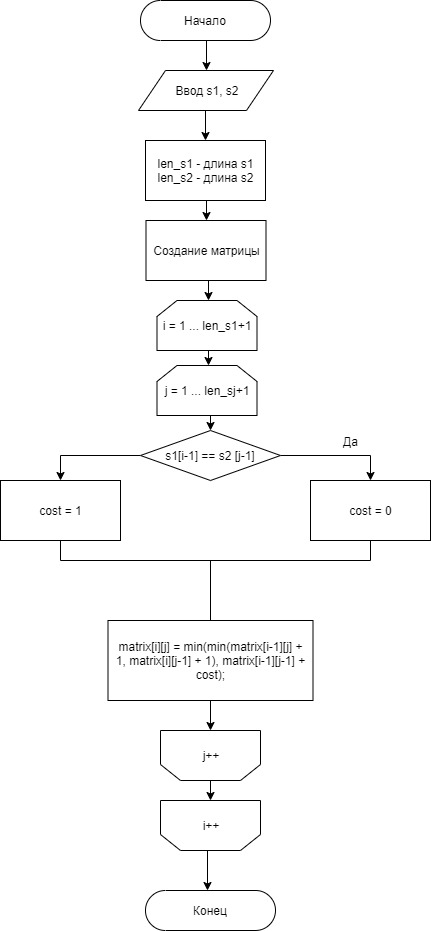 Начало
Ввод s1, s2
len_s1 - длина s1
len_s2 - длина s2
Создание матрицы
i = 1 ... len_s1+1
j = 1 ... len_sj+1
s1[i-1] == s2 [j-1]
Да
cost = 1
cost = 0
matrix[i][j] = min(min(matrix[i-1][j] +
1, matrix[i][j-1] + 1), matrix[i-1][j-1] +
cost);
j++
i++
Конец